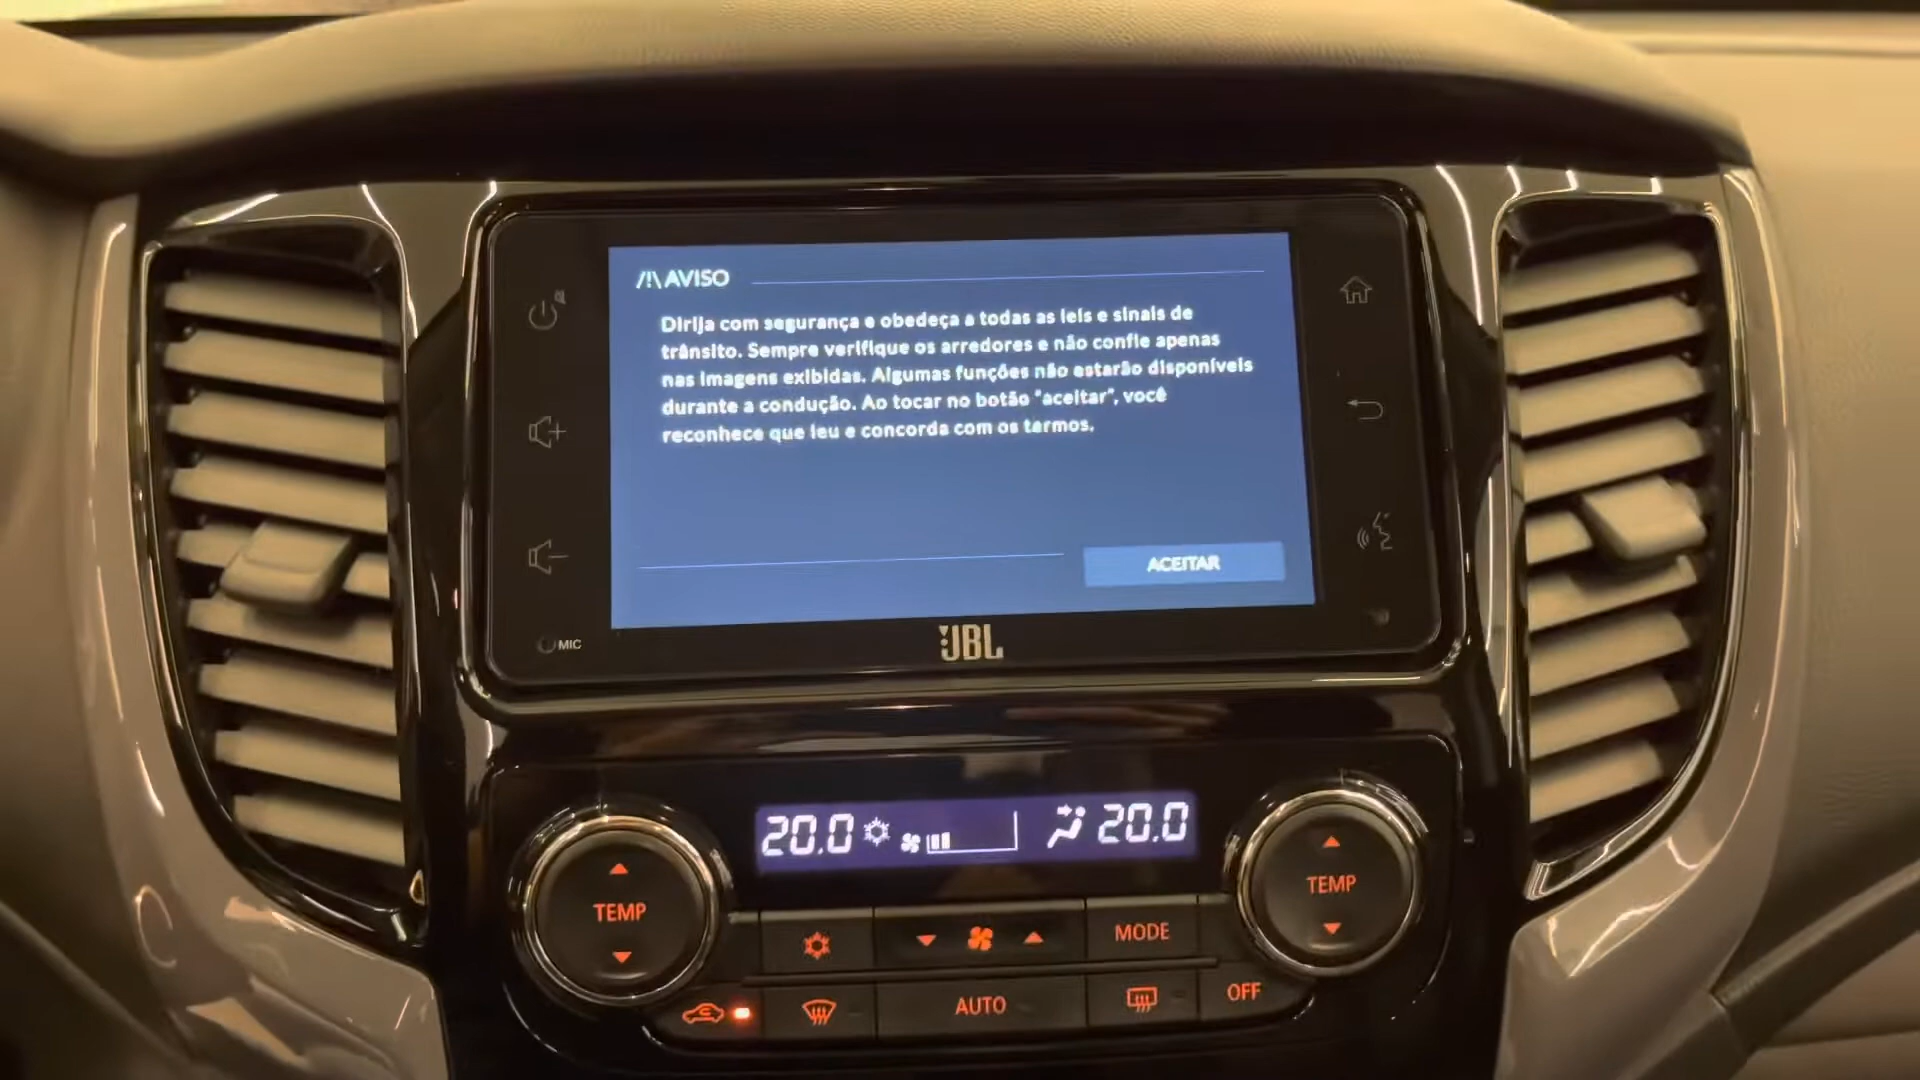 /!\ AVISO
Dirija com segurança e obedeça a todas as leis e sinais de
trânsito. Sempre verifique os arredores e não confie apenas
nas imagens exibidas. Algumas funções não estarão disponíveis
durante a condução. Ao tocar no botão "aceitar", você
reconhece que leu e concorda com os termos.
ACEITAR
MIC
JBL
20.0 20.0
TEMP
TEMP
MODE
AUTO
OFF